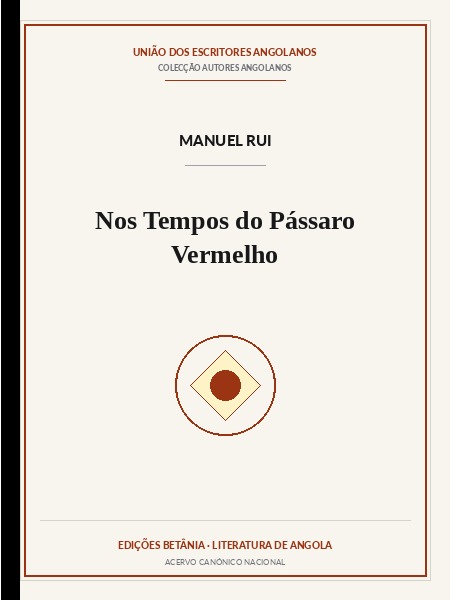 UNIÃO DOS ESCRITORES ANGOLANOS
COLECÇÃO AUTORES ANGOLANOS
MANUEL RUI
Nos Tempos do Pássaro
Vermelho
EDIÇÕES BETÂNIA · LITERATURA DE ANGOLA
ACERVO CANÓNICO NACIONAL